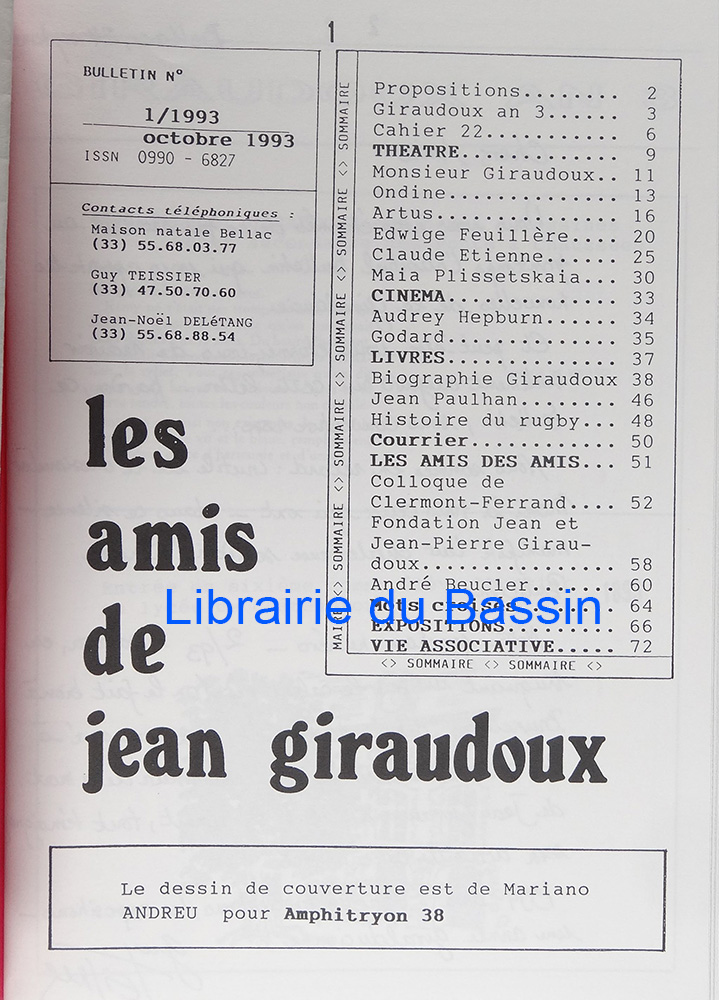 1
BULLETIN N°
1/1993
octobre 1993
ISSN 0990 - 6827
Contacts téléphoniques :
Maison natale Bellac
(33) 55.68.03.77
Guy TEISSIER
(33) 47.50.70.60
Jean-Noël DELéTANG
(33) 55.68.88.54
MAIRE <> SOMMAIRE <> SOMMAIRE <> SOMMAIRE <> SOMMAIRE <> SOMMAIRE
Propositions........ 2
Giraudoux an 3...... 3
Cahier 22........... 6
THEATRE............. 9
Monsieur Giraudoux.. 11
Ondine.............. 13
Artus............... 16
Edwige Feuillère.... 20
Claude Etienne...... 25
Maia Plissetskaia... 30
CINEMA.............. 33
Audrey Hepburn...... 34
Godard.............. 35
LIVRES.............. 37
Biographie Giraudoux 38
Jean Paulhan........ 46
Histoire du rugby... 48
Courrier............ 50
LES AMIS DES AMIS... 51
Colloque de
Clermont-Ferrand.... 52
Fondation Jean et
Jean-Pierre Girau-
doux................ 58
André Beucler....... 60
Mots croisés........ 64
EXPOSITIONS......... 66
VIE ASSOCIATIVE..... 72
<> SOMMAIRE <> SOMMAIRE <>
les
amis
de
jean giraudoux
Librairie du Bassin
Le dessin de couverture est de Mariano
ANDREU pour Amphitryon 38